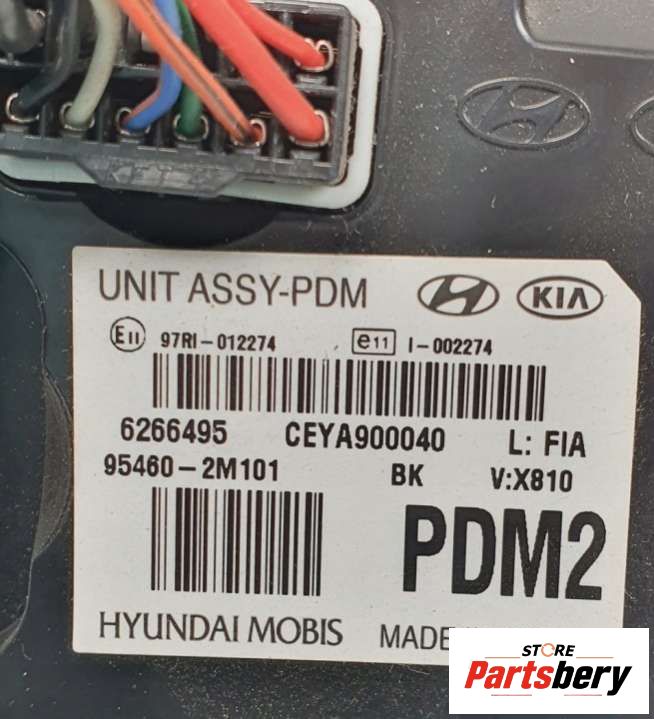 UNIT ASSY-PDM KIA
E11 97RI-012274 e11 I-002274
6266495 CEYA900040 L: FIA
95460-2M101 BK V:X810
PDM2
HYUNDAI MOBIS MADE
STORE
Partsbery